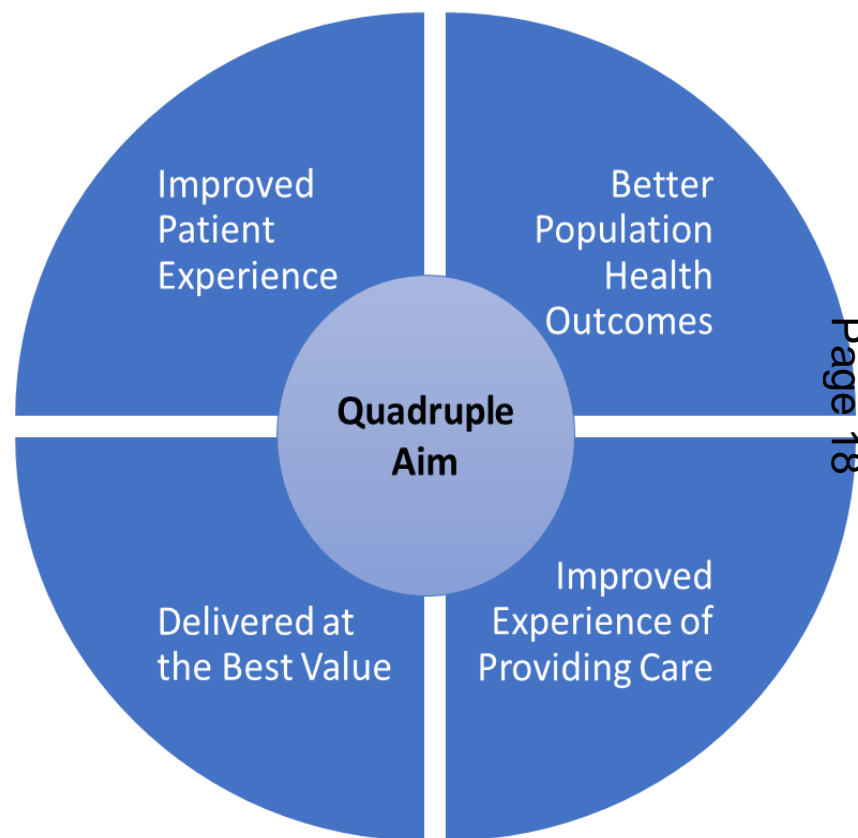 Improved
Patient
Experience
Better
Population
Health
Outcomes
Quadruple
Aim
Delivered at
the Best Value
Improved
Experience of
Providing Care
Page 18